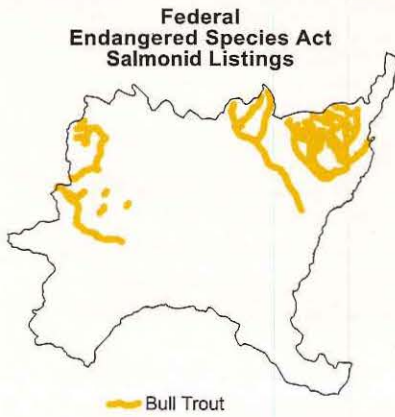 Federal
Endangered Species Act
Salmonid Listings
Bull Trout